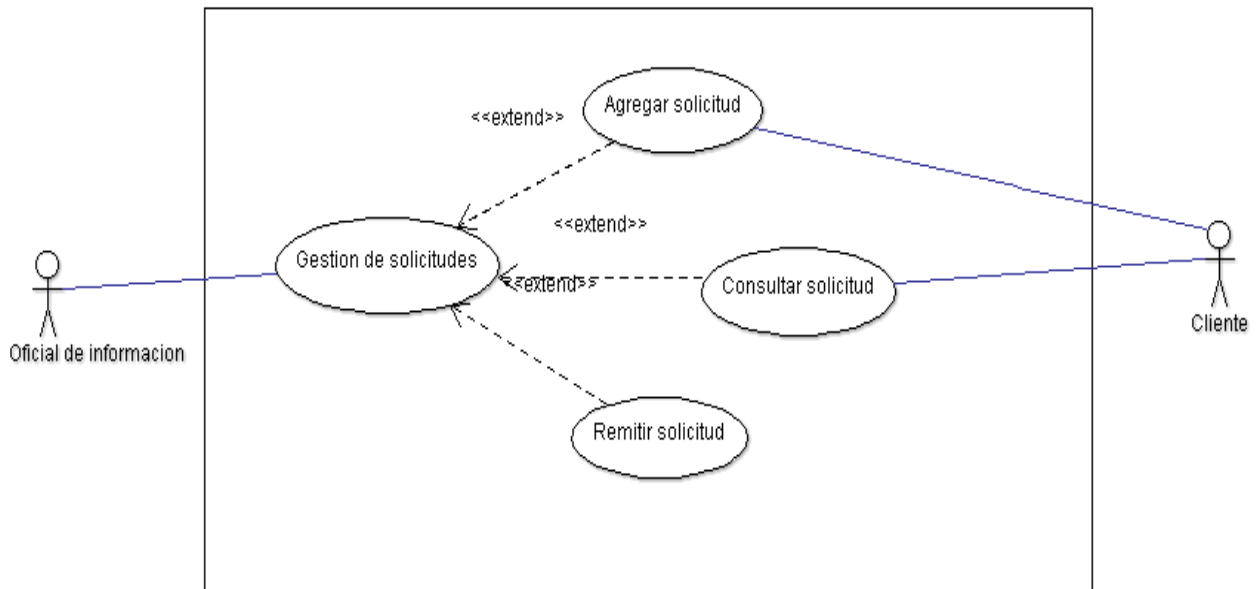 Agregar solicitud
<<extend>>
<<extend>>
Gestion de solicitudes
<<extend>>
Consultar solicitud
Oficial de informacion
Cliente
Remitir solicitud